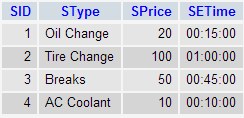 SID SType SPrice SETime
1 Oil Change 20 00:15:00
2 Tire Change 100 01:00:00
3 Breaks 50 00:45:00
4 AC Coolant 10 00:10:00